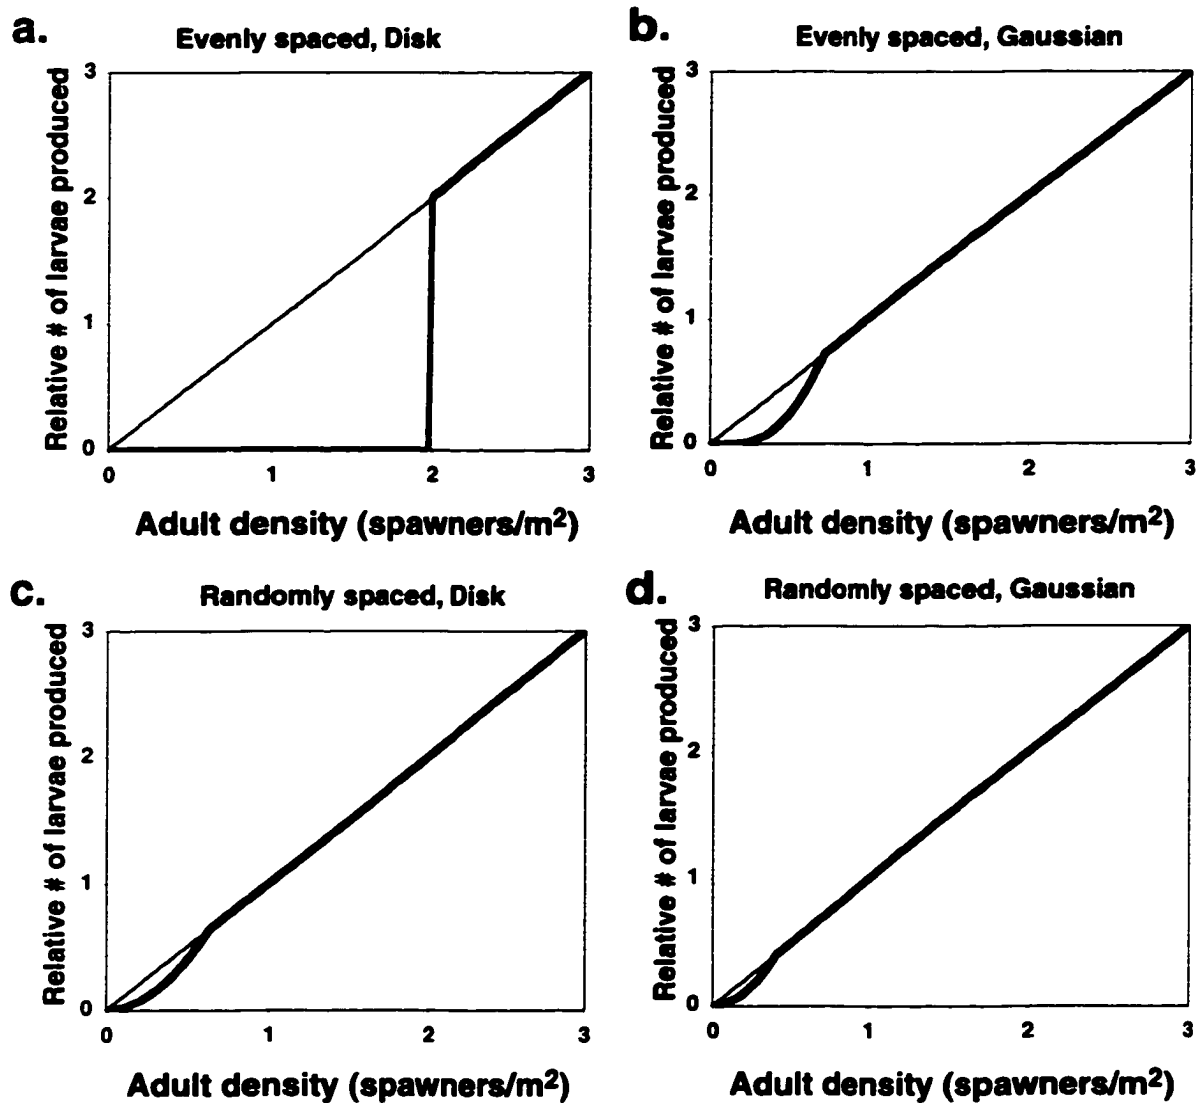 a.
Evenly spaced, Disk
Relative # of larvae produced
3
2
1
0
0 1 2 3
Adult density (spawners/m2)
b.
Evenly spaced, Gaussian
Relative # of larvae produced
3
2
1
0
0 1 2 3
Adult density (spawners/m2)
c.
Randomly spaced, Disk
Relative # of larvae produced
3
2
1
0
0 1 2 3
Adult density (spawners/m2)
d.
Randomly spaced, Gaussian
Relative # of larvae produced
3
2
1
0
0 1 2 3
Adult density (spawners/m2)